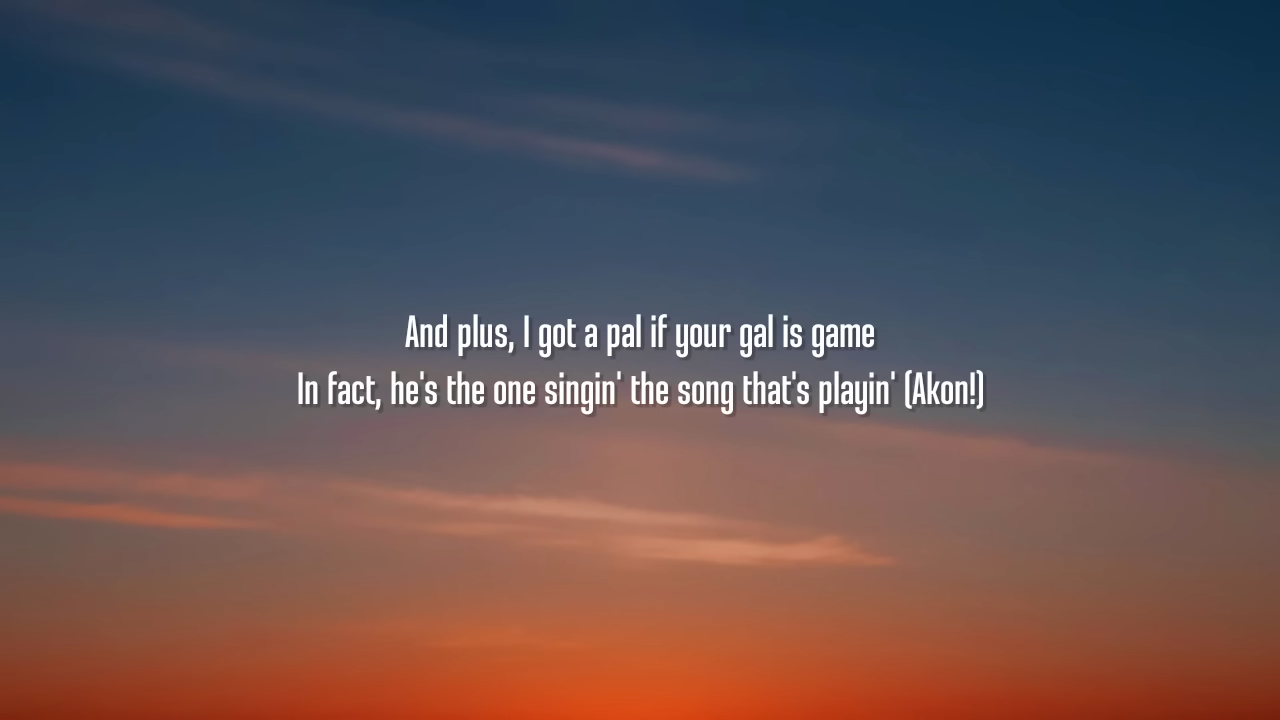 And plus, I got a pal if your gal is game
In fact, he's the one singin' the song that's playin' (Akon!)